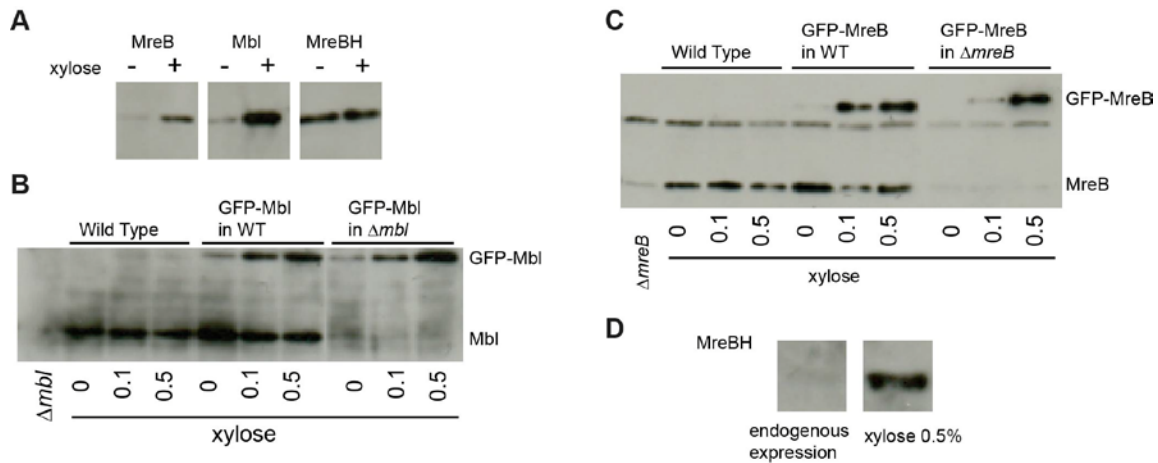 A
MreB Mbl MreBH
xylose - + - + - +
B
Wild Type GFP-Mbl in WT GFP-Mbl in Δmbl
GFP-Mbl
Mbl
Δmbl 0 0.1 0.5 0 0.1 0.5 0 0.1 0.5
xylose
C
Wild Type GFP-MreB in WT GFP-MreB in ΔmreB
GFP-MreB
MreB
ΔmreB 0 0.1 0.5 0 0.1 0.5 0 0.1 0.5
xylose
D
MreBH
endogenous expression
xylose 0.5%